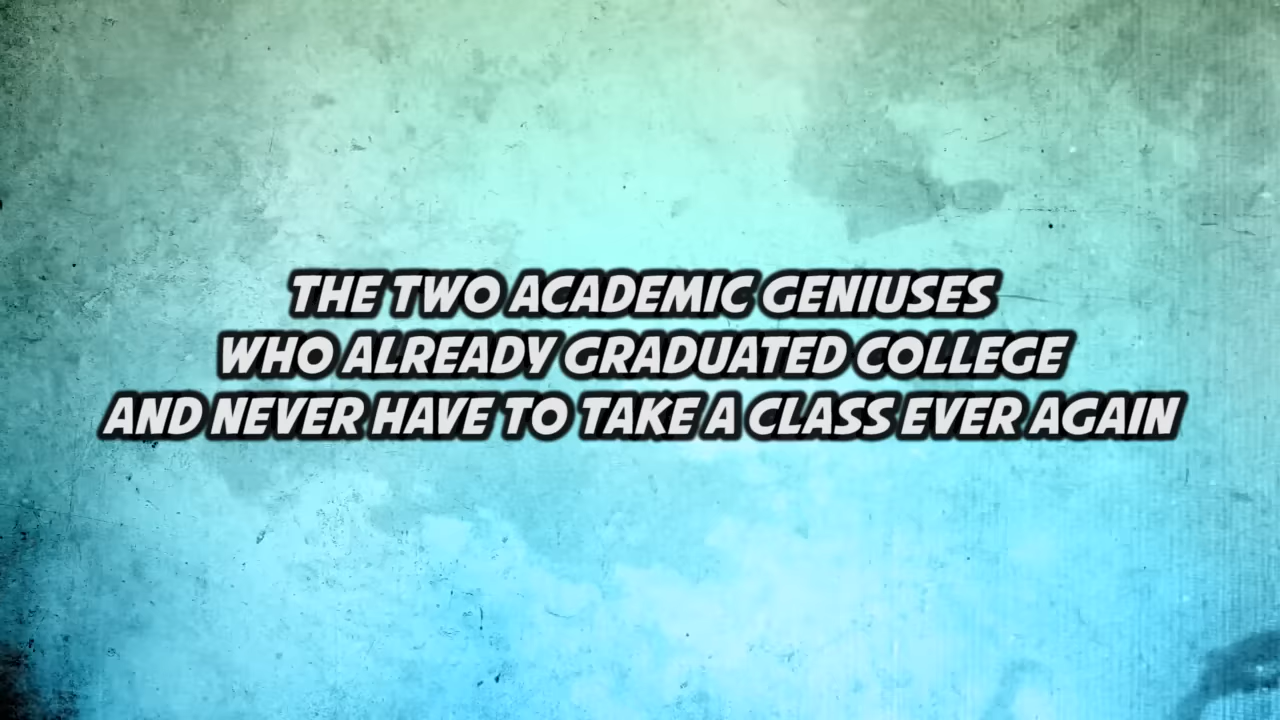 THE TWO ACADEMIC GENIUSES
WHO ALREADY GRADUATED COLLEGE
AND NEVER HAVE TO TAKE A CLASS EVER AGAIN